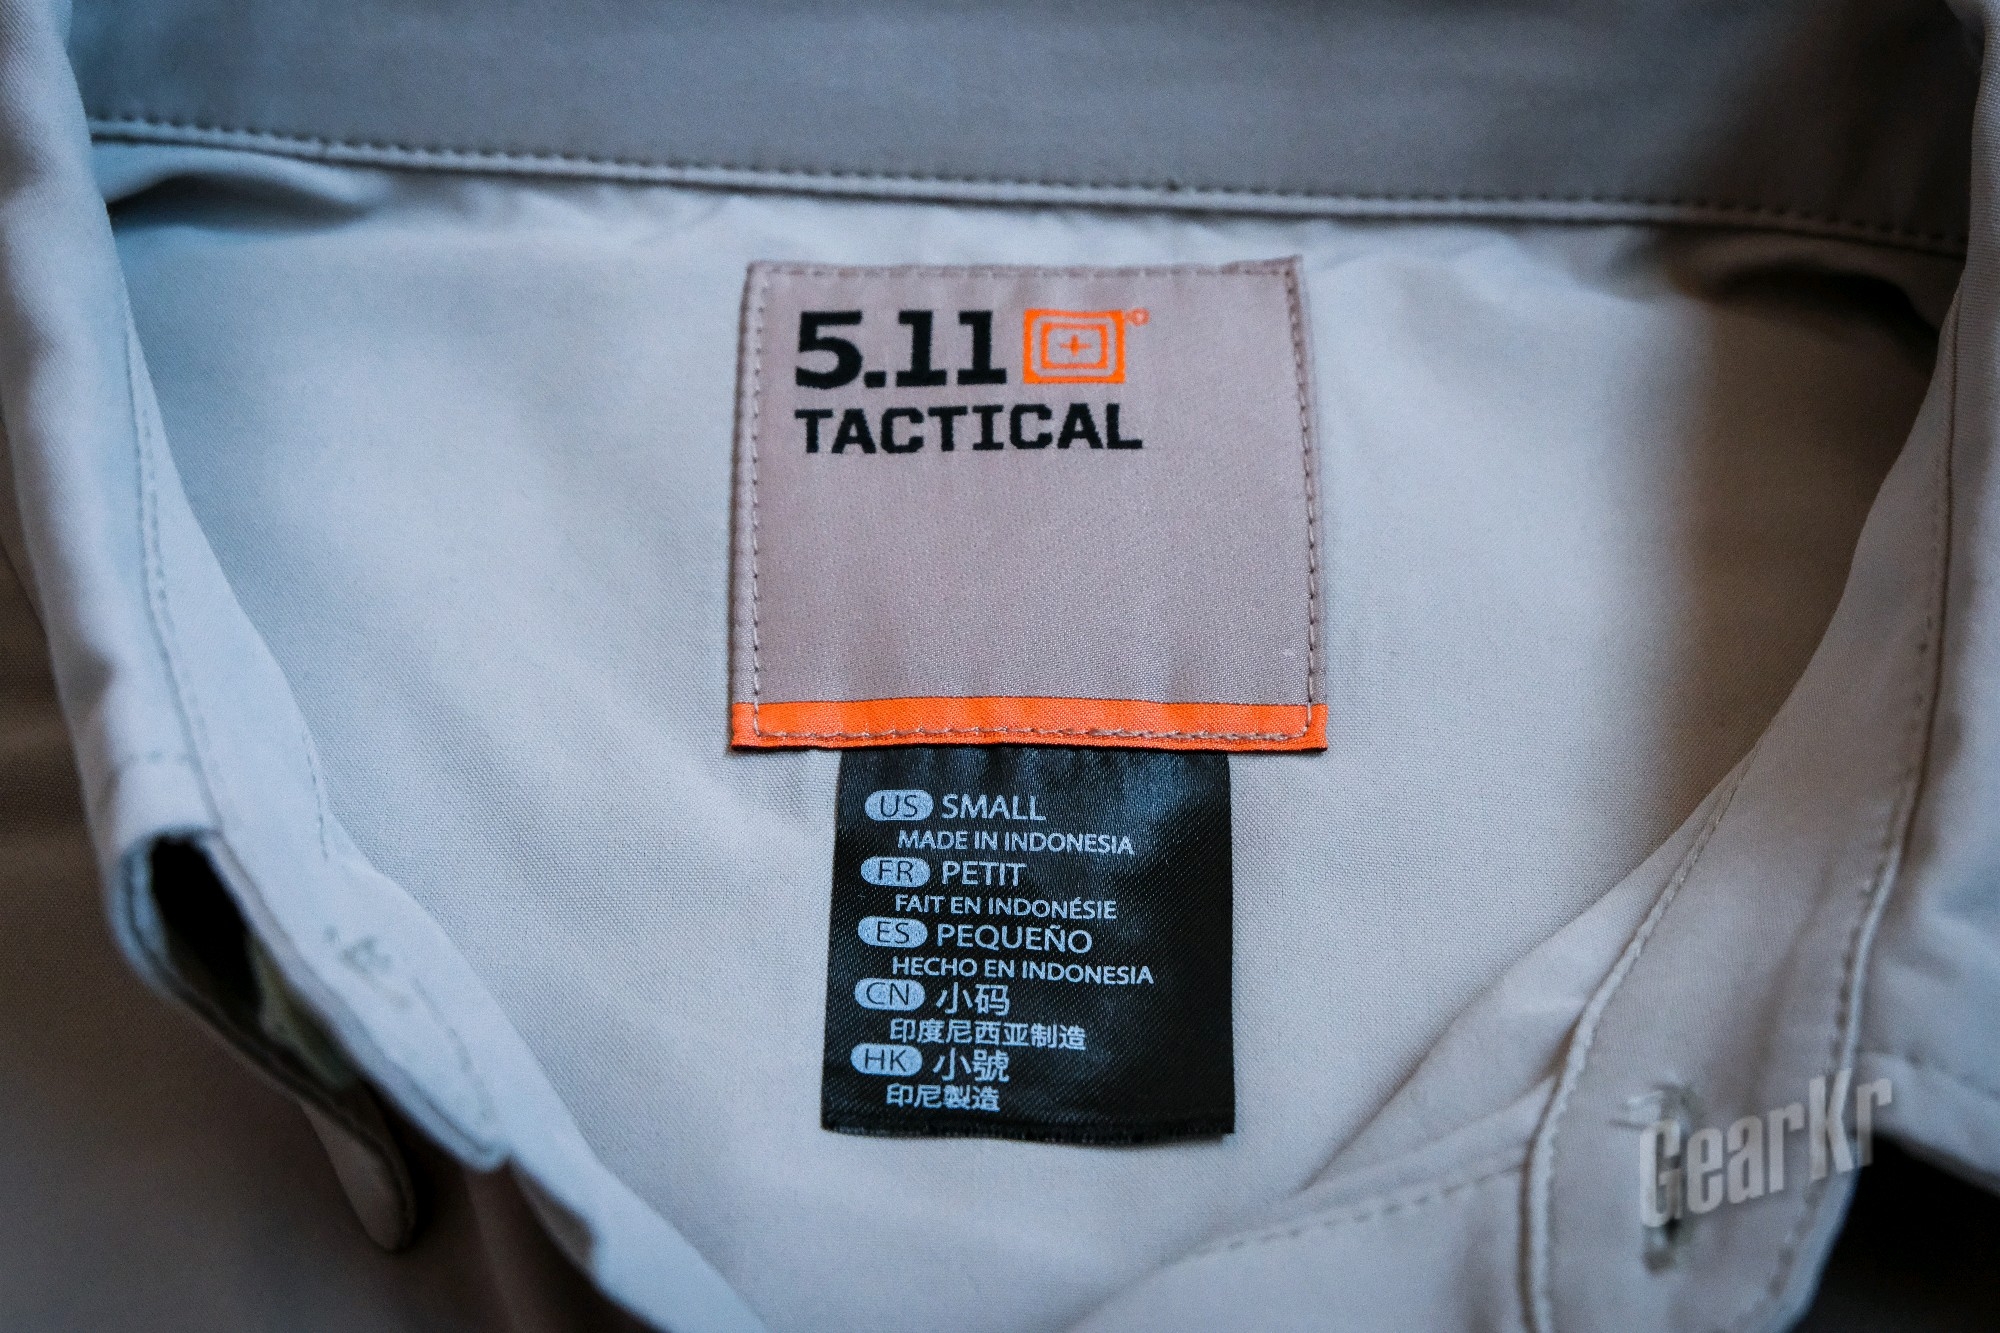 5.11
TACTICAL
US SMALL
MADE IN INDONESIA
FR PETIT
FAIT EN INDONÉSIE
ES PEQUEÑO
HECHO EN INDONESIA
CN 小码
印度尼西亚制造
HK 小號
印尼製造
GearKr